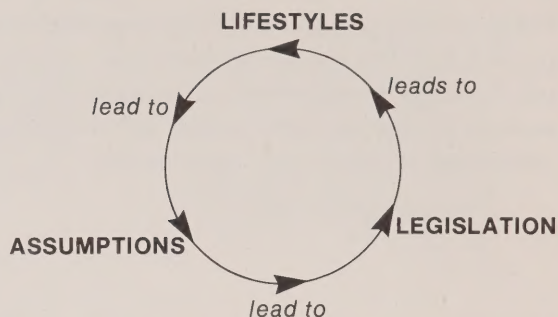 LIFESTYLES
lead to
leads to
ASSUMPTIONS
LEGISLATION
lead to